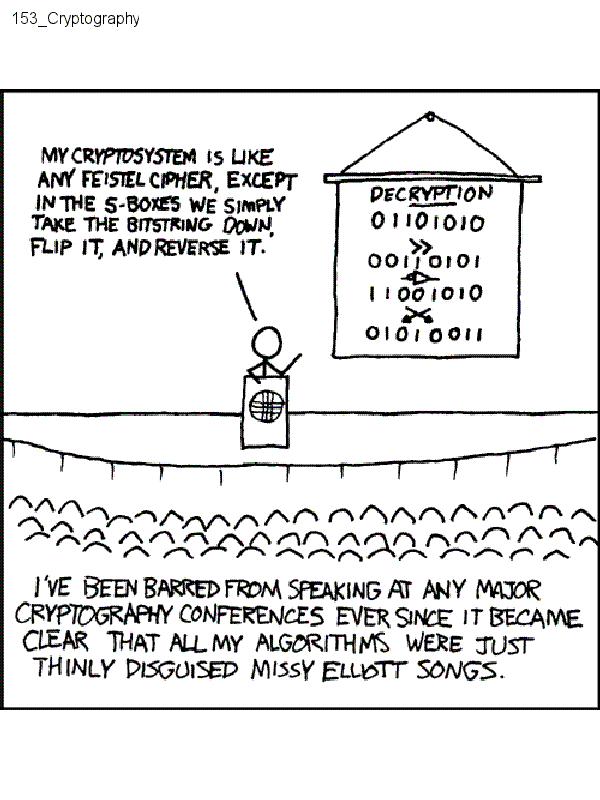 153_Cryptography
MY CRYPTOSYSTEM IS LIKE
ANY FEISTEL CIPHER, EXCEPT
IN THE S-BOXES WE SIMPLY
TAKE THE BITSTRING DOWN,
FLIP IT, AND REVERSE IT.
DECRYPTION
01101010
>>
00110101
11001010
01010011
I'VE BEEN BARRED FROM SPEAKING AT ANY MAJOR
CRYPTOGRAPHY CONFERENCES EVER SINCE IT BECAME
CLEAR THAT ALL MY ALGORITHMS WERE JUST
THINLY DISGUISED MISSY ELLIOTT SONGS.